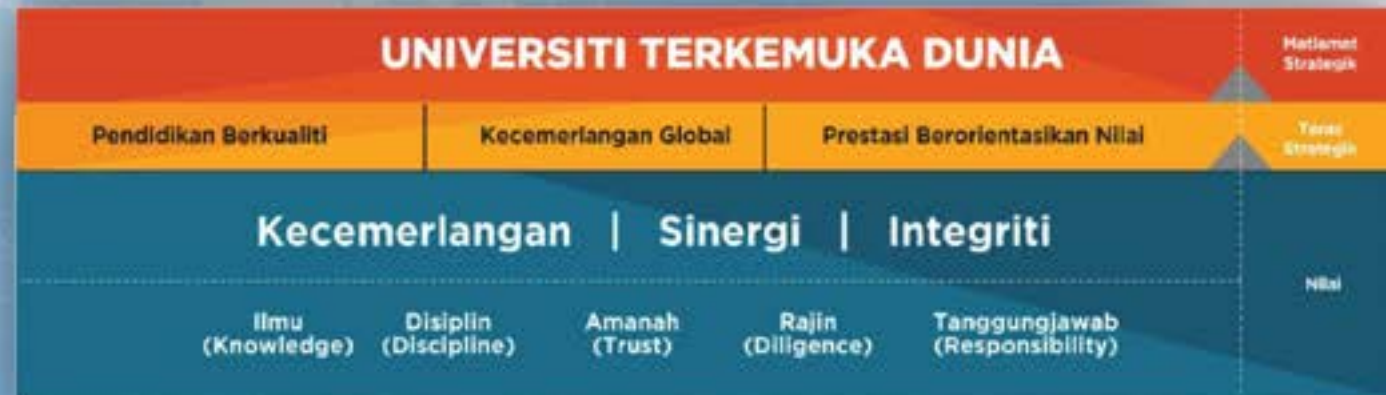 UNIVERSITI TERKEMUKA DUNIA
Matlamat
Strategik
Pendidikan Berkualiti
Kecemerlangan Global
Prestasi Berorientasikan Nilai
Teras
Strategik
Kecemerlangan | Sinergi | Integriti
Nilai
Ilmu
(Knowledge)
Disiplin
(Discipline)
Amanah
(Trust)
Rajin
(Diligence)
Tanggungjawab
(Responsibility)